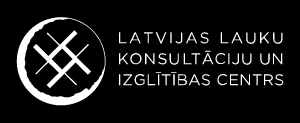 LATVIJAS LAUKU
KONSULTĀCIJU UN
IZGLĪTĪBAS CENTRS